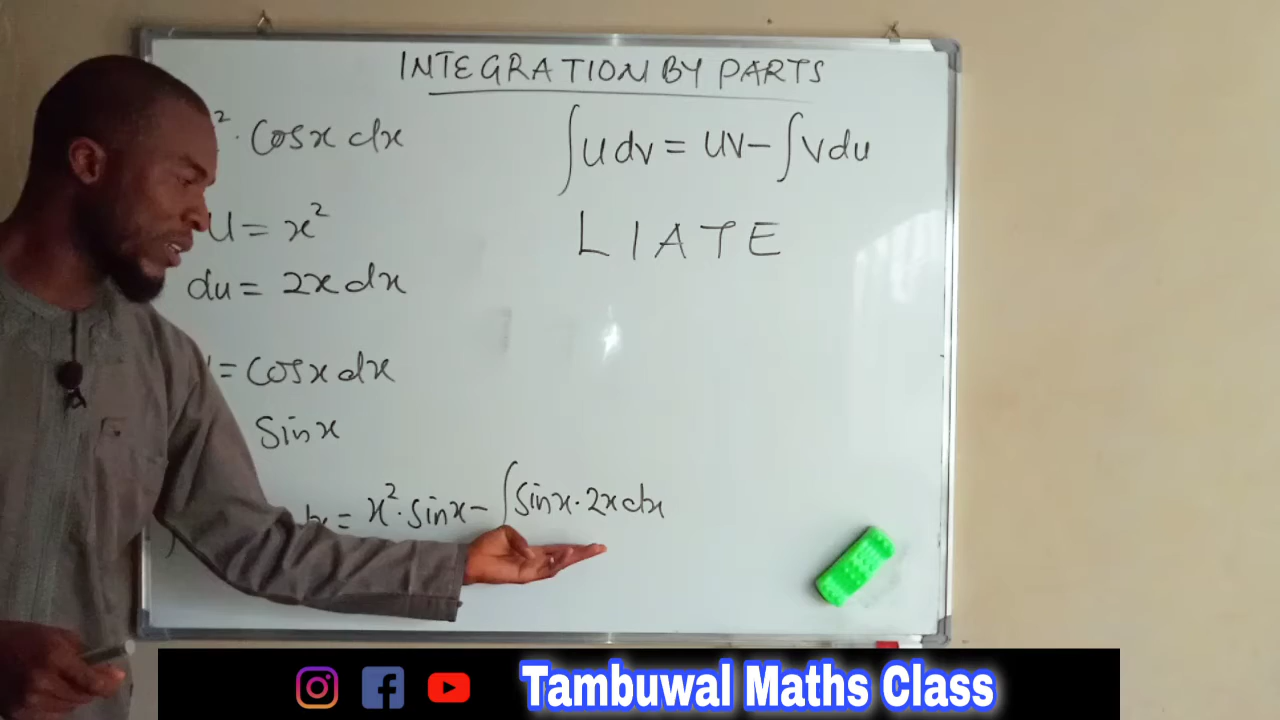 INTEGRATION BY PARTS
² · cosx dx
∫u dv = uv - ∫v du
u = x²
LIATE
du = 2x dx
= cosx dx
sinx
= x² · sinx - ∫sinx · 2x dx
Tambuwal Maths Class